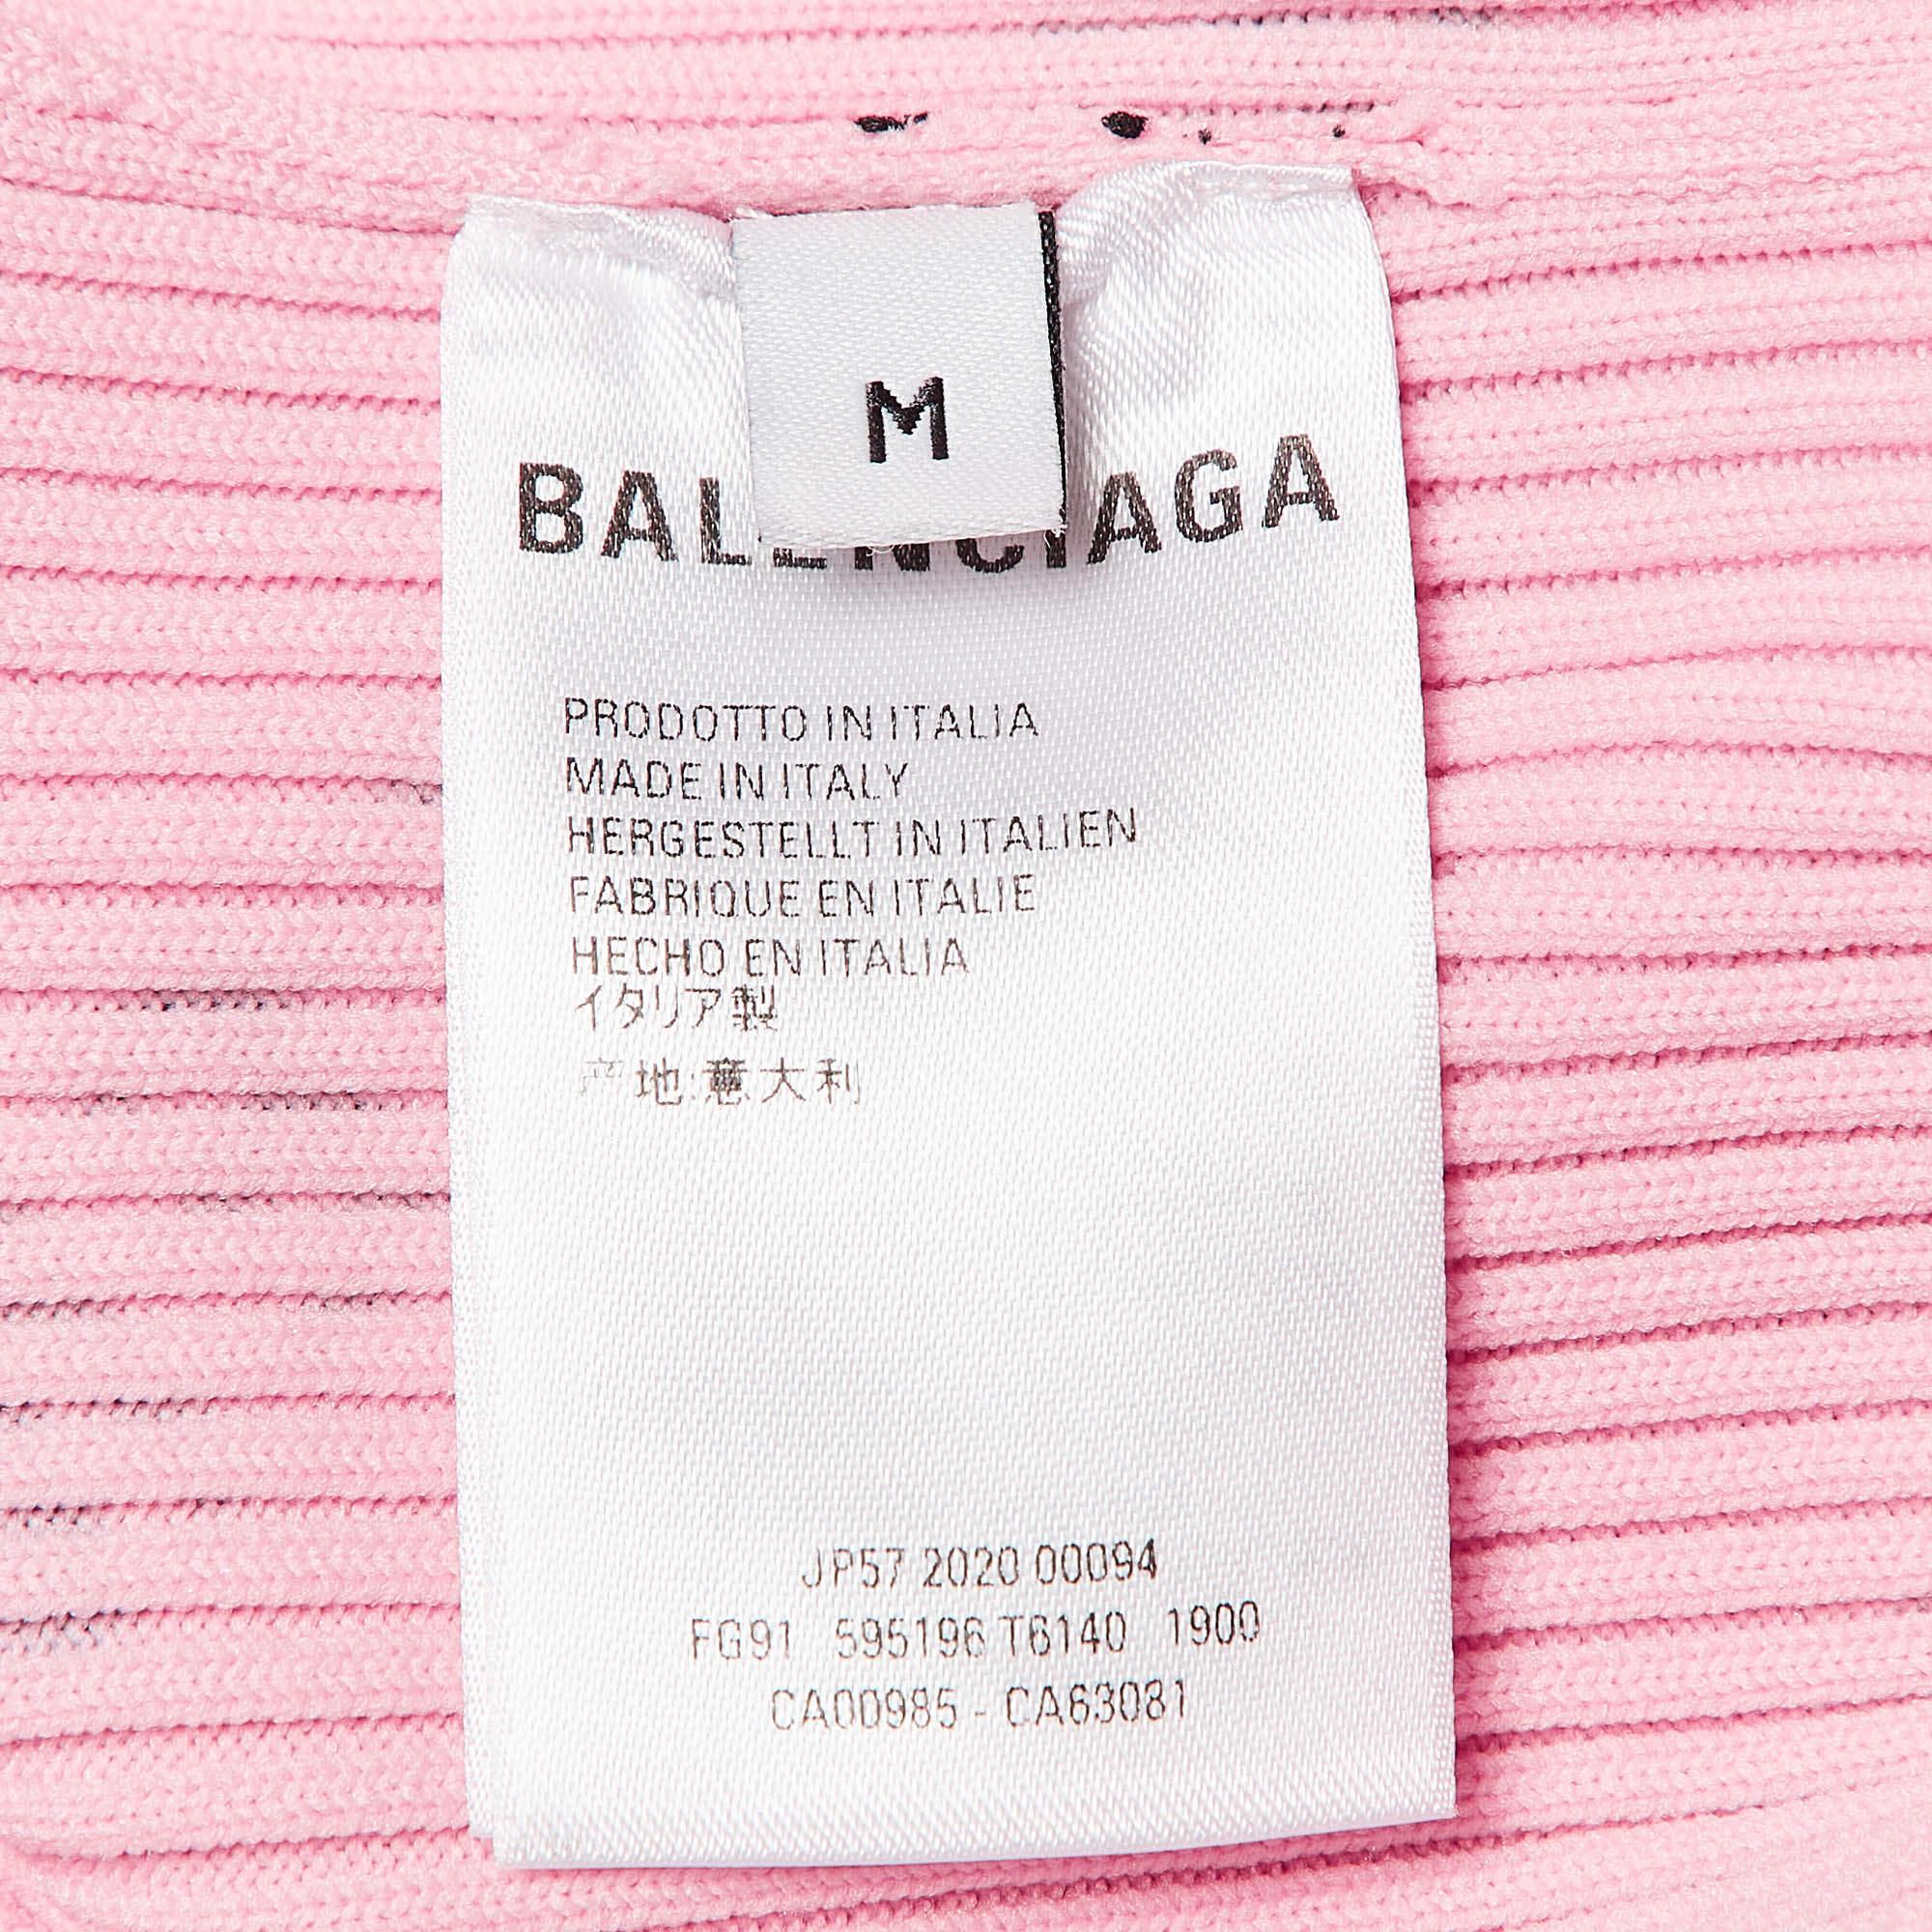 M
BALENCIAGA
PRODOTTO IN ITALIA
MADE IN ITALY
HERGESTELLT IN ITALIEN
FABRIQUE EN ITALIE
HECHO EN ITALIA
イタリア製
产地:意大利
JP57 2020 00094
FG91 595196 T6140 1900
CA00985 - CA63081